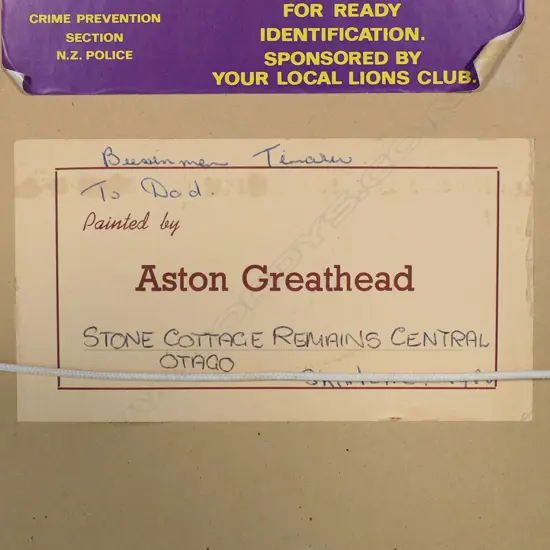 CRIME PREVENTION
SECTION
N.Z. POLICE
FOR READY
IDENTIFICATION.
SPONSORED BY
YOUR LOCAL LIONS CLUB.
Timaru
To Dad.
Painted by
Aston Greathead
STONE COTTAGE REMAINS CENTRAL
OTAGO